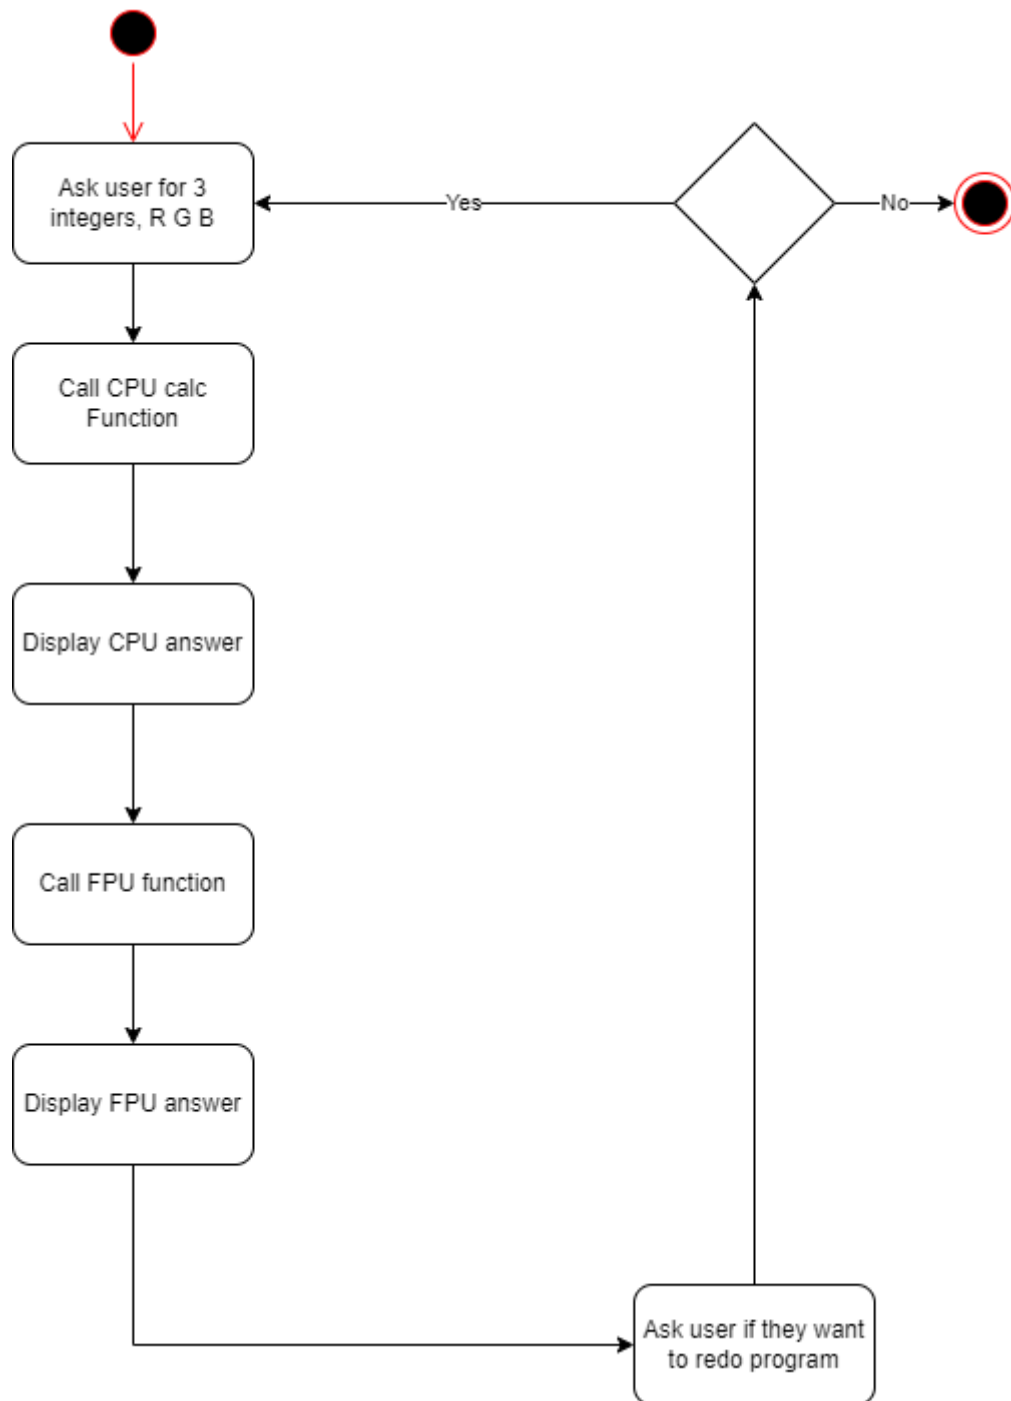 Ask user for 3
integers, R G B
Yes
No
Call CPU calc
Function
Display CPU answer
Call FPU function
Display FPU answer
Ask user if they want
to redo program